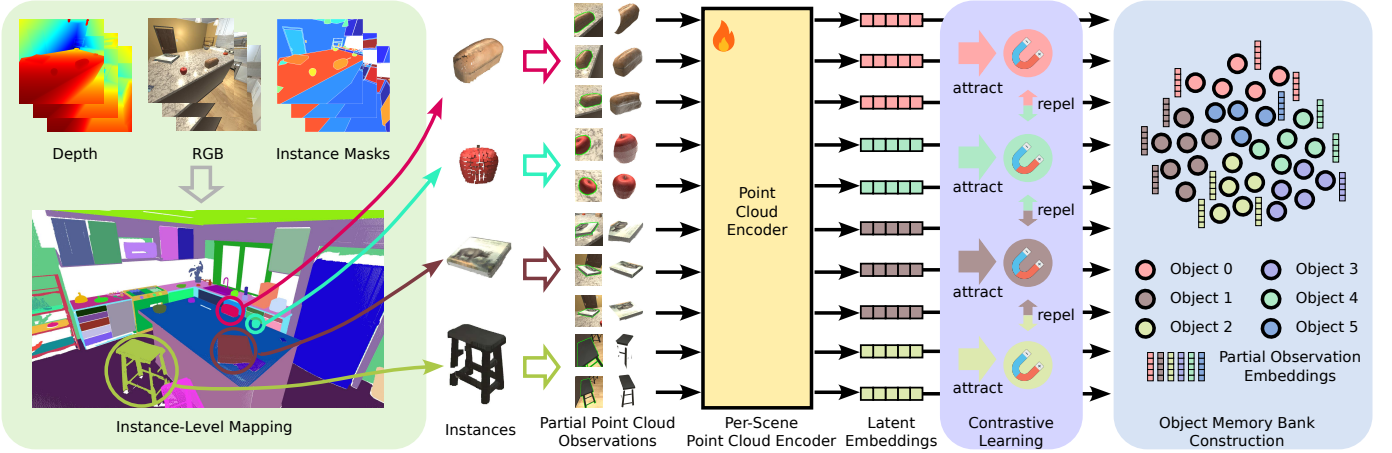 Depth
RGB
Instance Masks
Instance-Level Mapping
Instances
Partial Point Cloud
Observations
Point
Cloud
Encoder
Per-Scene
Point Cloud Encoder
Latent
Embeddings
attract
repel
attract
repel
attract
repel
attract
Contrastive
Learning
Object 0
Object 3
Object 1
Object 4
Object 2
Object 5
Partial Observation
Embeddings
Object Memory Bank
Construction